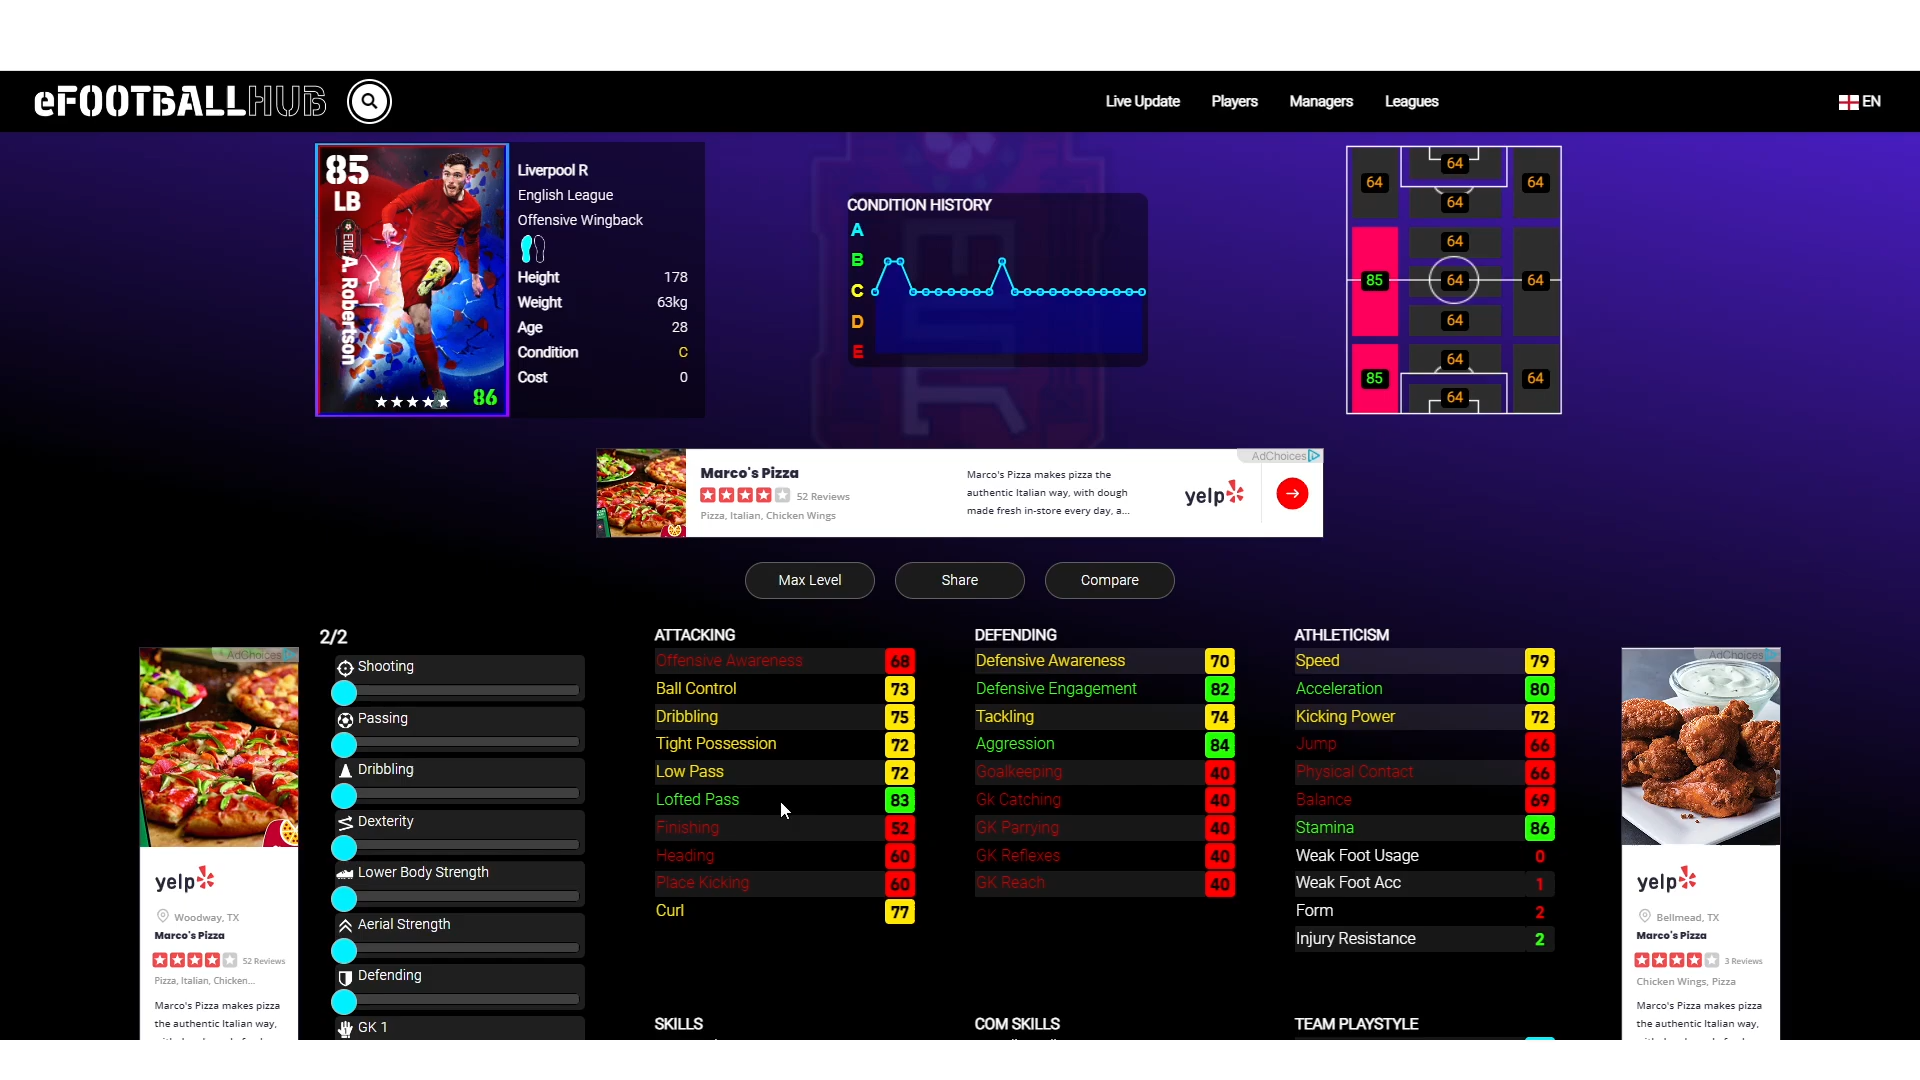 eFOOTBALLHUB
Live Update
Players
Managers
Leagues
EN
85
LB
A. Robertson
86
Liverpool R
English League
Offensive Wingback
Height 178
Weight 63kg
Age 28
Condition C
Cost 0
CONDITION HISTORY
A
B
C
D
E
64
64 64
64
64
85 64 64
64
64
85 64
64
AdChoices
Marco's Pizza
52 Reviews
Pizza, Italian, Chicken Wings
Marco's Pizza makes pizza the
authentic Italian way, with dough
made fresh in-store every day, a...
yelp
Max Level
Share
Compare
2/2
Shooting
Passing
Dribbling
Dexterity
Lower Body Strength
Aerial Strength
Defending
GK 1
ATTACKING
Offensive Awareness 68
Ball Control 73
Dribbling 75
Tight Possession 72
Low Pass 72
Lofted Pass 83
Finishing 52
Heading 60
Place Kicking 60
Curl 77
DEFENDING
Defensive Awareness 70
Defensive Engagement 82
Tackling 74
Aggression 84
Goalkeeping 40
Gk Catching 40
GK Parrying 40
GK Reflexes 40
GK Reach 40
ATHLETICISM
Speed 79
Acceleration 80
Kicking Power 72
Jump 66
Physical Contact 66
Balance 69
Stamina 86
Weak Foot Usage 0
Weak Foot Acc 1
Form 2
Injury Resistance 2
SKILLS
COM SKILLS
TEAM PLAYSTYLE
AdChoices
yelp
Woodway, TX
Marco's Pizza
52 Reviews
Pizza, Italian, Chicken...
Marco's Pizza makes pizza
the authentic Italian way,
AdChoices
yelp
Bellmead, TX
Marco's Pizza
3 Reviews
Chicken Wings, Pizza
Marco's Pizza makes pizza
the authentic Italian way,